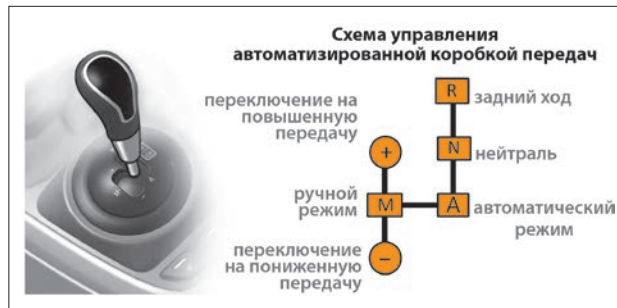 Схема управления
автоматизированной коробкой передач
переключение на
повышенную
передачу
R
задний ход
+
N
нейтраль
ручной
режим
M
A
автоматический
режим
переключение
на пониженную
передачу
–